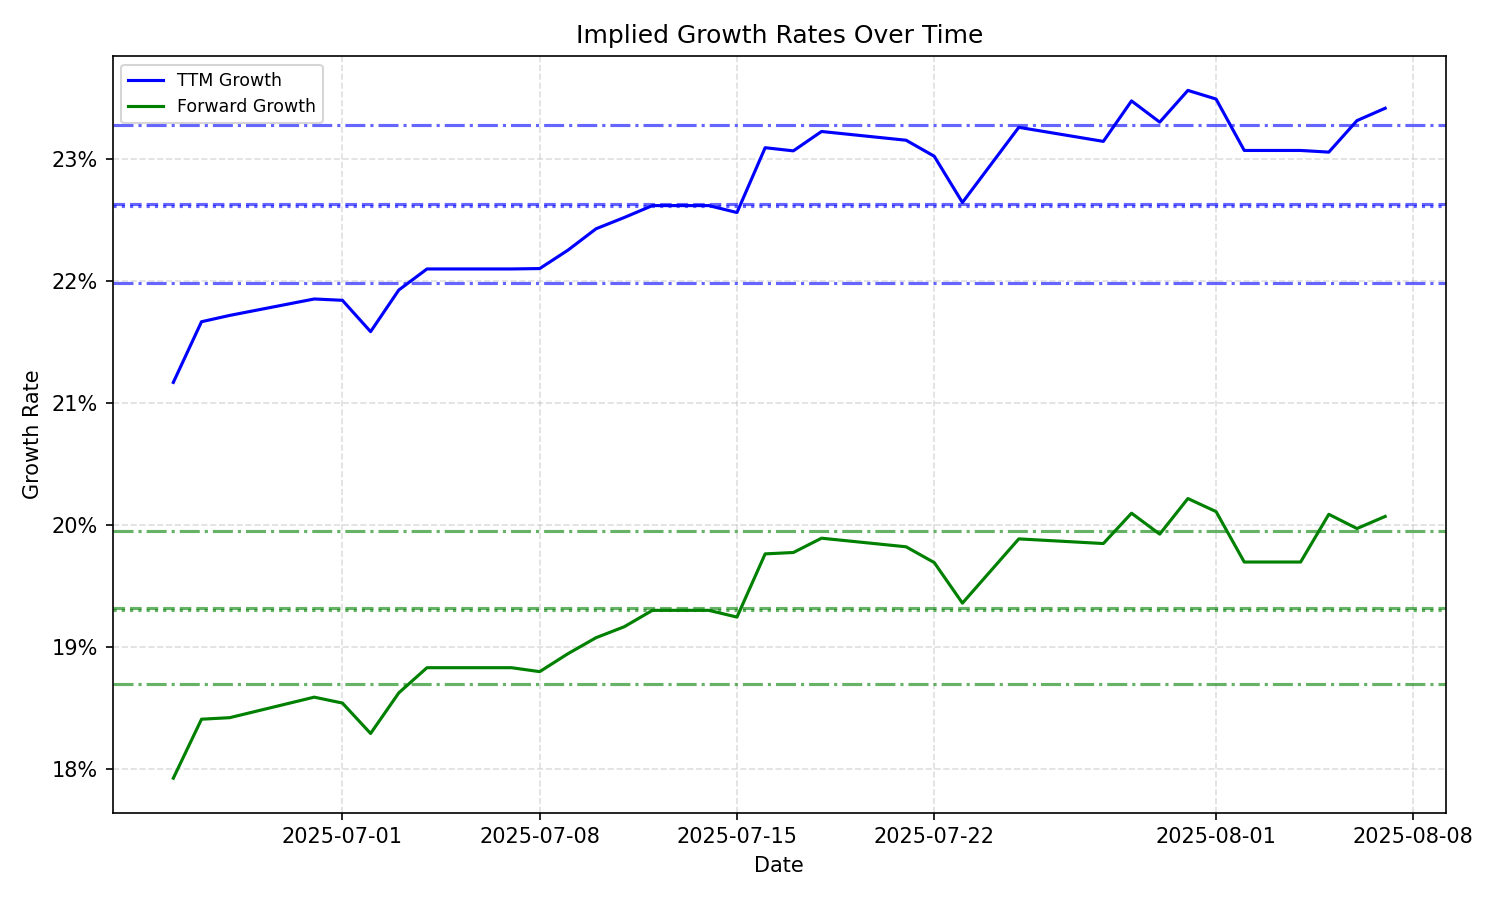 Implied Growth Rates Over Time
TTM Growth
Forward Growth
23%
22%
21%
20%
19%
18%
Growth Rate
2025-07-01
2025-07-08
2025-07-15
2025-07-22
2025-08-01
2025-08-08
Date